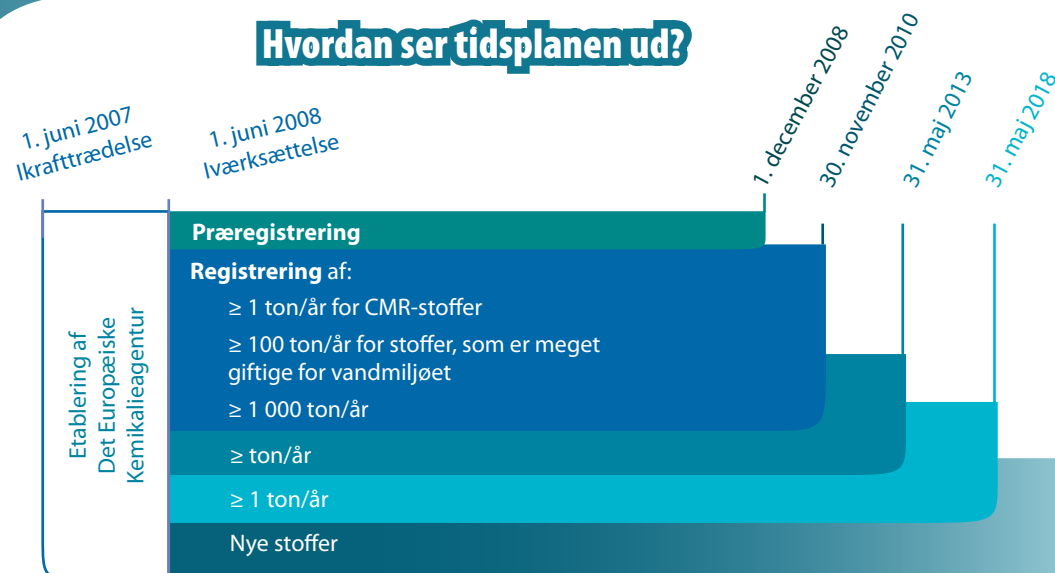 Hvordan ser tidsplanen ud?
1. juni 2007
Ikrafttrædelse
1. juni 2008
Iværksættelse
1. december 2008
30. november 2010
31. maj 2013
31. maj 2018
Etablering af
Det Europæiske
Kemikalieagentur
Præregistrering
Registrering af:
≥ 1 ton/år for CMR-stoffer
≥ 100 ton/år for stoffer, som er meget
giftige for vandmiljøet
≥ 1 000 ton/år
≥ ton/år
≥ 1 ton/år
Nye stoffer